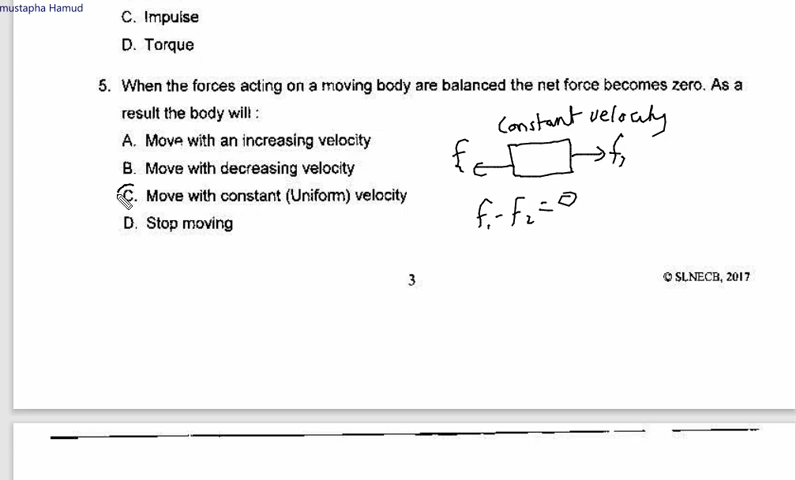 mustapha Hamud
C. Impulse
D. Torque
5. When the forces acting on a moving body are balanced the net force becomes zero. As a
result the body will :
constant velocity
A. Move with an increasing velocity
B. Move with decreasing velocity
f f₂
C. Move with constant (Uniform) velocity
f₁ - f₂ = 0
D. Stop moving
3
© SLNECB, 2017